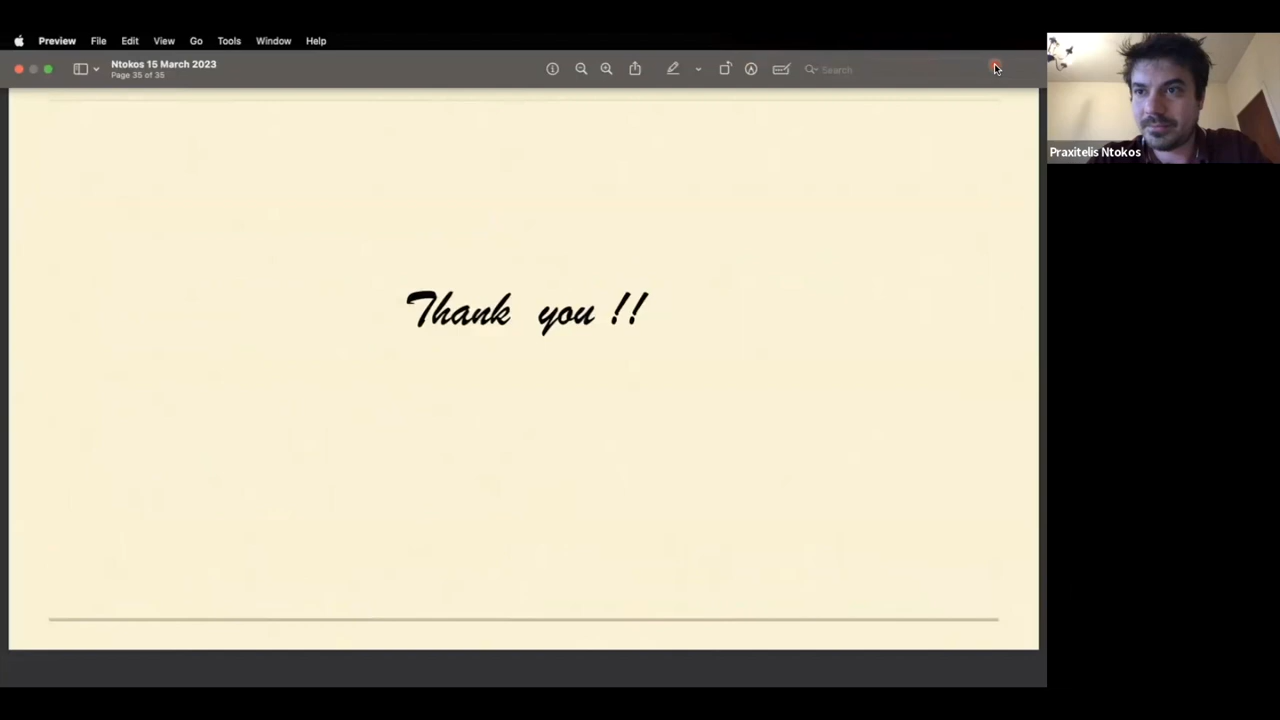 Preview File Edit View Go Tools Window Help
Ntokos 15 March 2023
Page 35 of 35
Search
Thank you !!
Praxitelis Ntokos